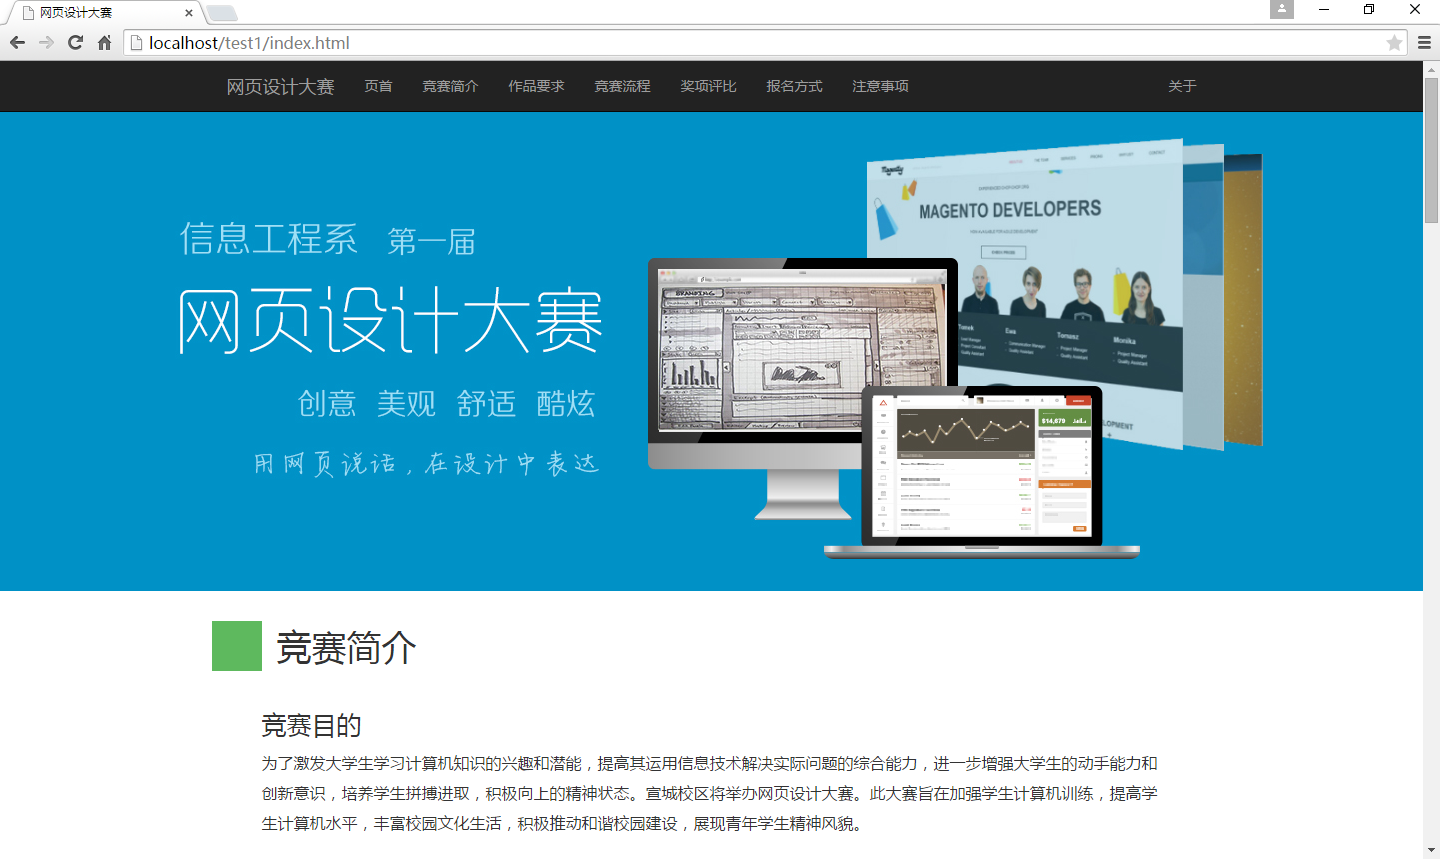 网页设计大赛
localhost/test1/index.html
网页设计大赛 页首 竞赛简介 作品要求 竞赛流程 奖项评比 报名方式 注意事项 关于
信息工程系 第一届
网页设计大赛
创意 美观 舒适 酷炫
用网页说话，在设计中表达
MAGENTO DEVELOPERS
Ewa
Tomasz
Monika
BRANDING
$14,679
竞赛简介
竞赛目的
为了激发大学生学习计算机知识的兴趣和潜能，提高其运用信息技术解决实际问题的综合能力，进一步增强大学生的动手能力和
创新意识，培养学生拼搏进取，积极向上的精神状态。宣城校区将举办网页设计大赛。此大赛旨在加强学生计算机训练，提高学
生计算机水平，丰富校园文化生活，积极推动和谐校园建设，展现青年学生精神风貌。